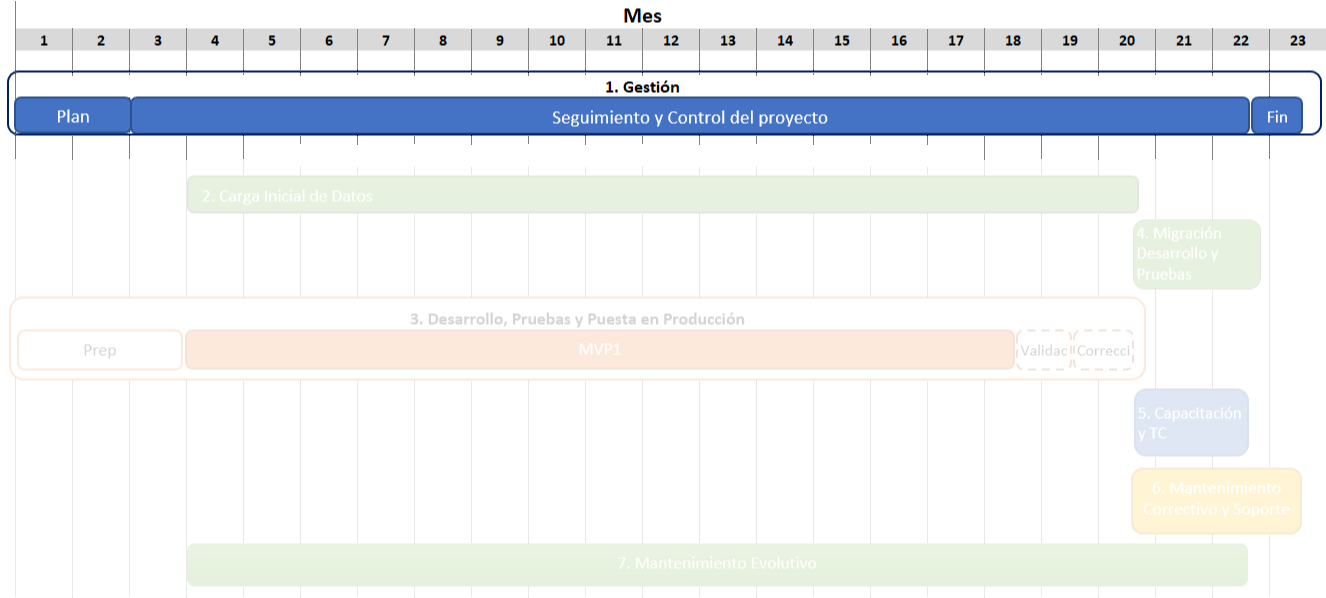 Mes
1 2 3 4 5 6 7 8 9 10 11 12 13 14 15 16 17 18 19 20 21 22 23
1. Gestión
Plan Seguimiento y Control del proyecto Fin
2. Carga Inicial de Datos
4. Migración
Desarrollo y
Pruebas
3. Desarrollo, Pruebas y Puesta en Producción
Prep MVP1 Validac Correcci
5. Capacitación
y TC
6. Mantenimiento
Correctivo y Soporte
7. Mantenimiento Evolutivo